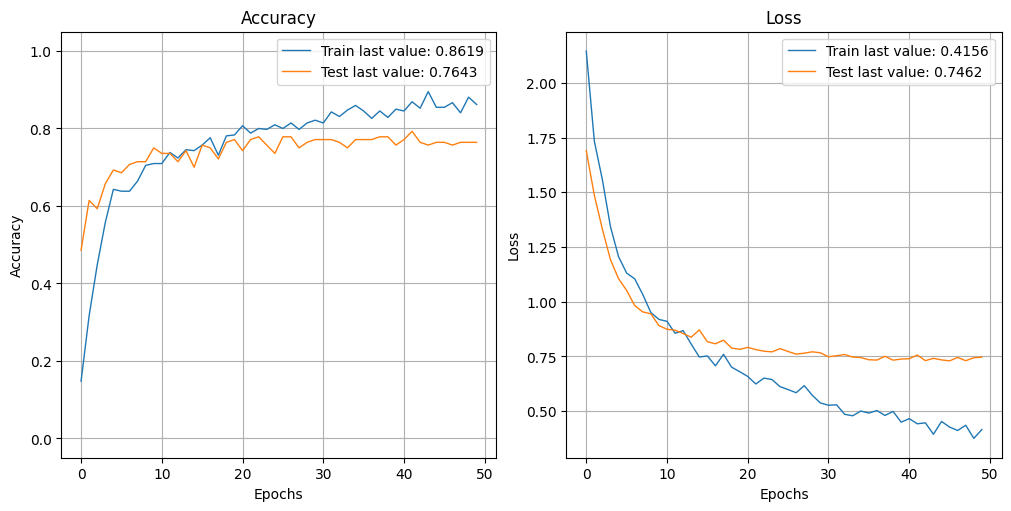 Accuracy
Train last value: 0.8619
Test last value: 0.7643
1.0
0.8
0.6
0.4
0.2
0.0
Accuracy
0 10 20 30 40 50
Epochs
Loss
Train last value: 0.4156
Test last value: 0.7462
2.00
1.75
1.50
1.25
1.00
0.75
0.50
Loss
0 10 20 30 40 50
Epochs